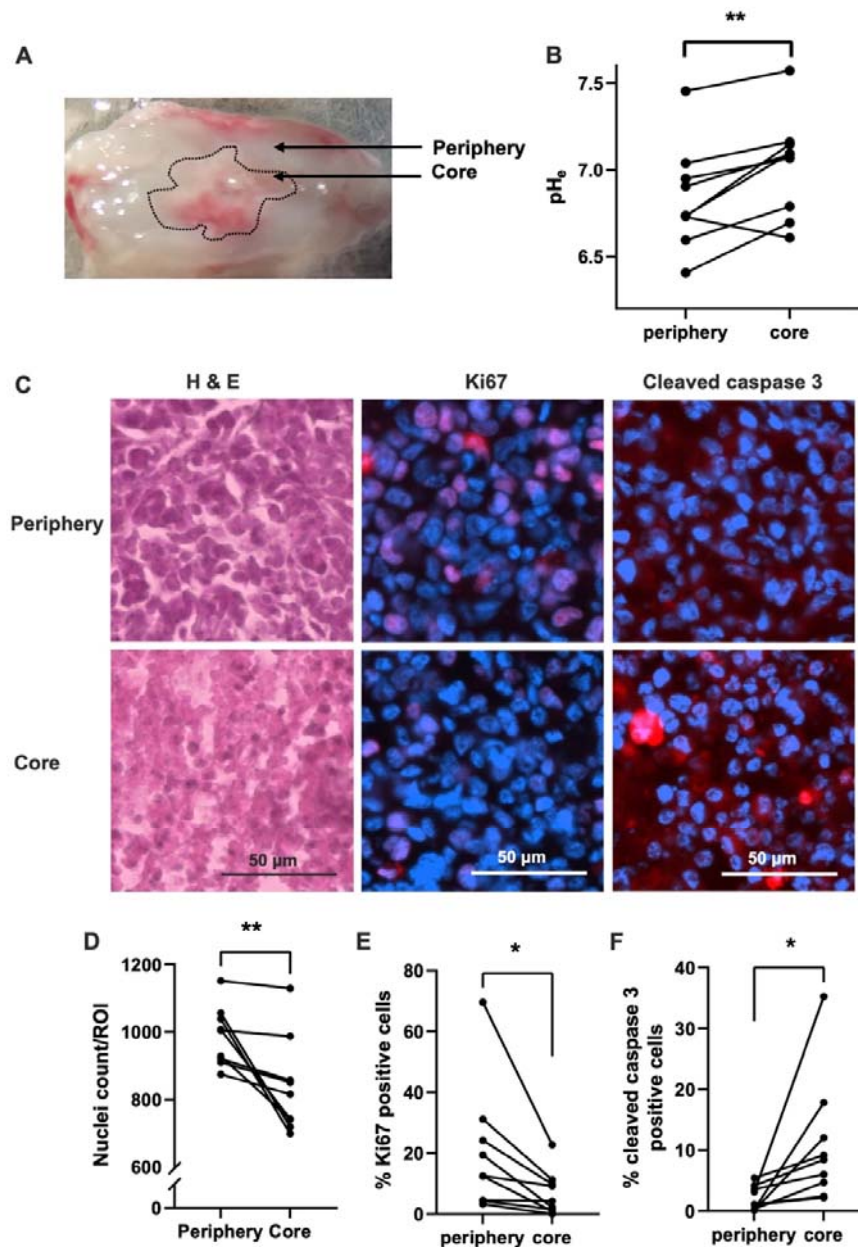 A
Periphery
Core
B
**
7.5
7.0
6.5
pHₑ
periphery core
C
H & E Ki67 Cleaved caspase 3
Periphery
Core
50 µm 50 µm 50 µm
D
**
1200
1000
800
600
0
Nuclei count/ROI
Periphery Core
E
*
80
60
40
20
0
% Ki67 positive cells
periphery core
F
*
40
30
20
10
0
% cleaved caspase 3
positive cells
periphery core